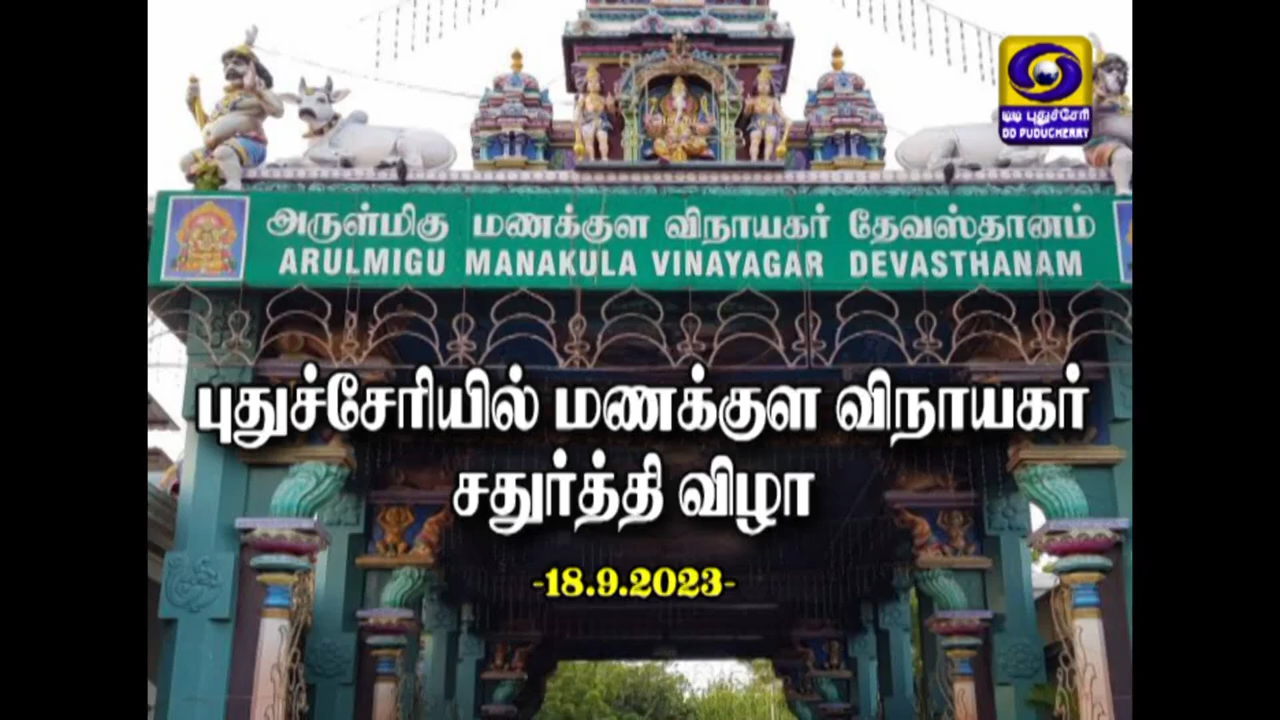 டிடி புதுச்சேரி
DD PUDUCHERRY
அருள்மிகு மணக்குள விநாயகர் தேவஸ்தானம்
ARULMIGU MANAKULA VINAYAGAR DEVASTHANAM
புதுச்சேரியில் மணக்குள விநாயகர்
சதுர்த்தி விழா
-18.9.2023-